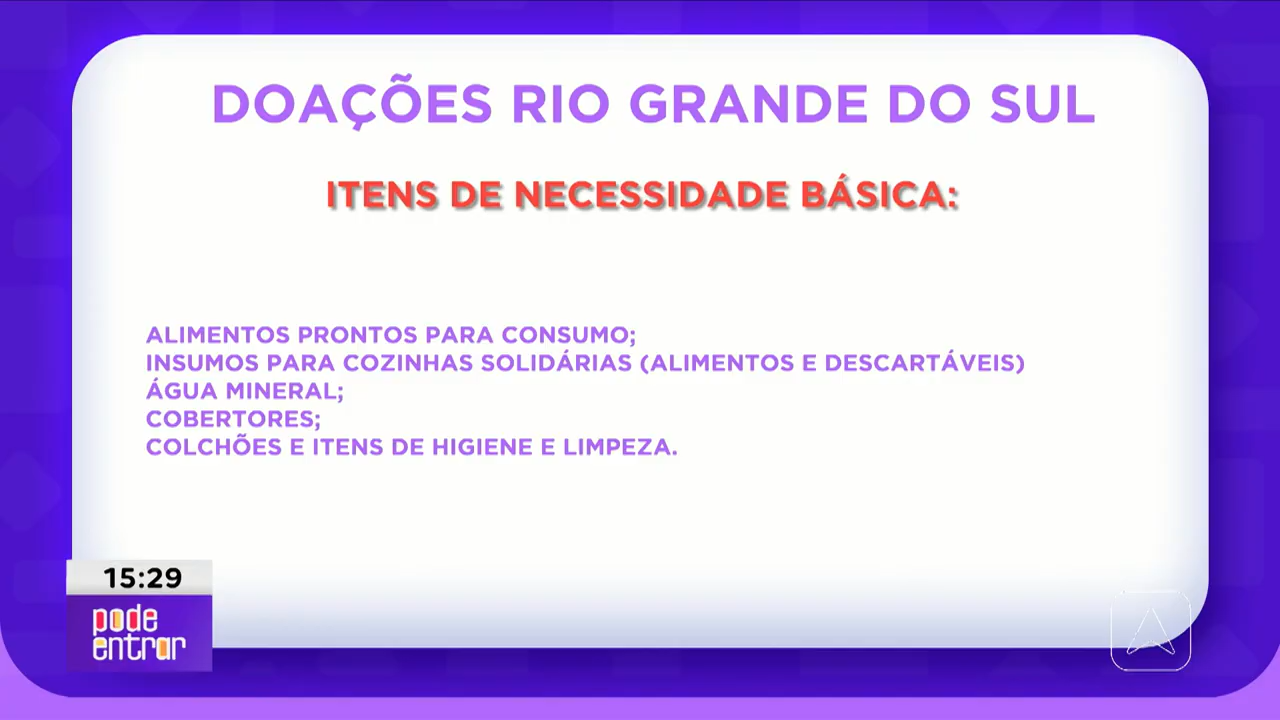 DOAÇÕES RIO GRANDE DO SUL
ITENS DE NECESSIDADE BÁSICA:
ALIMENTOS PRONTOS PARA CONSUMO;
INSUMOS PARA COZINHAS SOLIDÁRIAS (ALIMENTOS E DESCARTÁVEIS)
ÁGUA MINERAL;
COBERTORES;
COLCHÕES E ITENS DE HIGIENE E LIMPEZA.
15:29
pode
entrar